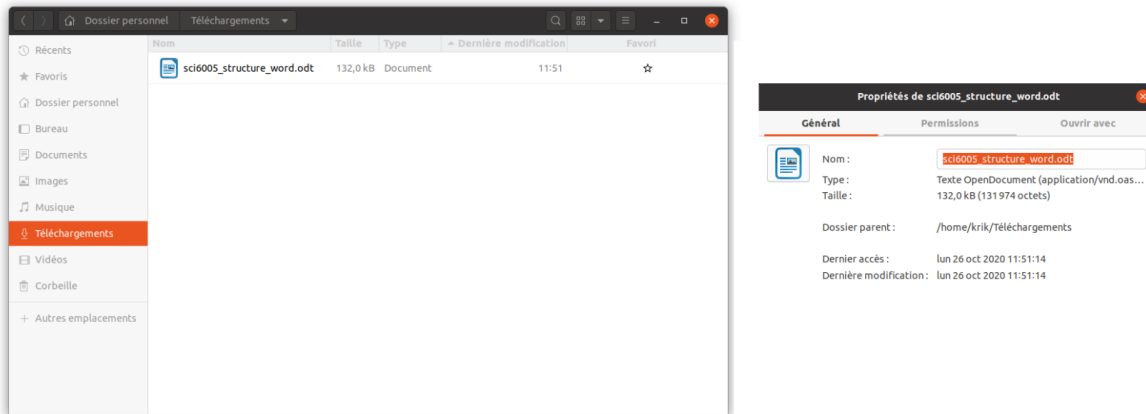 Dossier personnel Téléchargements
Récents
Favoris
Dossier personnel
Bureau
Documents
Images
Musique
Téléchargements
Vidéos
Corbeille
+ Autres emplacements
Nom Taille Type Dernière modification Favori
sci6005_structure_word.odt 132,0 kB Document 11:51
Propriétés de sci6005_structure_word.odt
Général Permissions Ouvrir avec
Nom : sci6005_structure_word.odt
Type : Texte OpenDocument (application/vnd.oas…
Taille : 132,0 kB (131 974 octets)
Dossier parent : /home/krik/Téléchargements
Dernier accès : lun 26 oct 2020 11:51:14
Dernière modification : lun 26 oct 2020 11:51:14